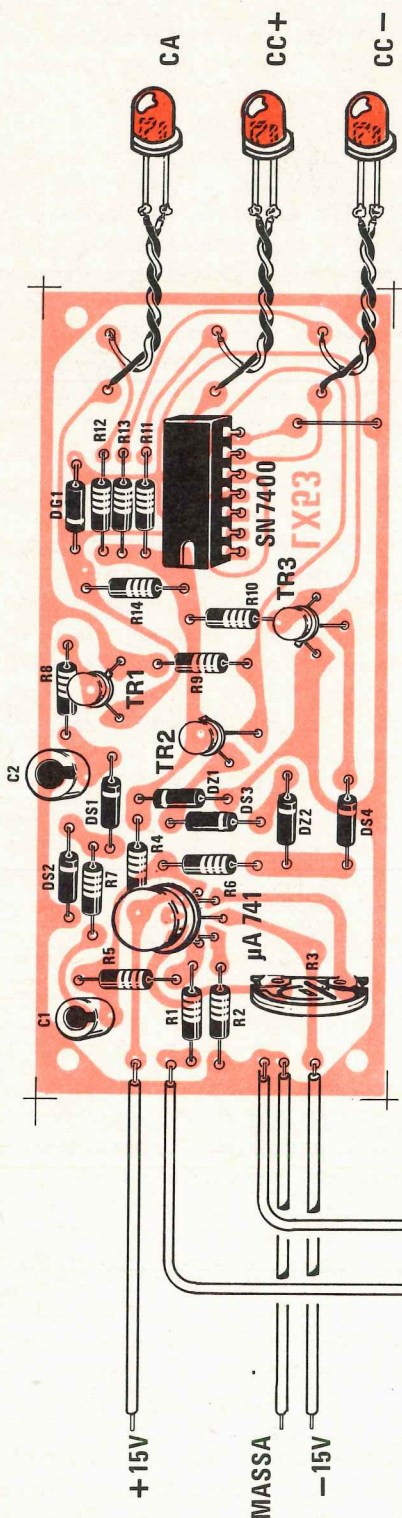 CA
CC+
CC-
DG1
R12
R13
R11
SN7400
LX93
R14
R10
TR3
R8
TR1
R9
C2
TR2
DS1
DZ1
DS3
DZ2
DS4
DS2
R7
R4
R6
µA 741
R5
C1
R1
R2
R3
+15V
MASSA
-15V